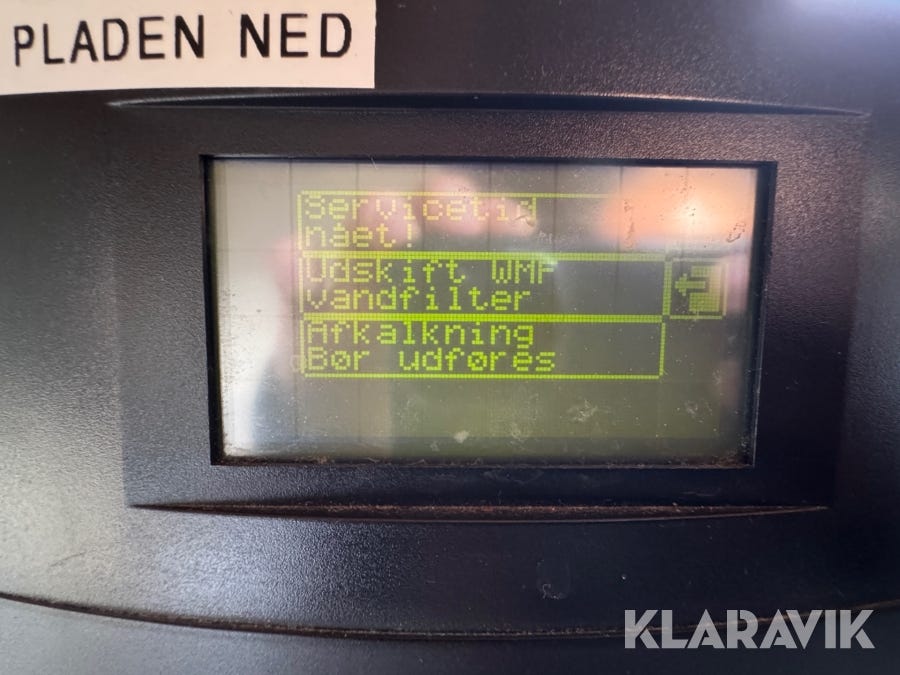 PLADEN NED
Servicetid
nået!
Udskift WMF
vandfilter
Afkalkning
Bør udføres
KLARAVIK